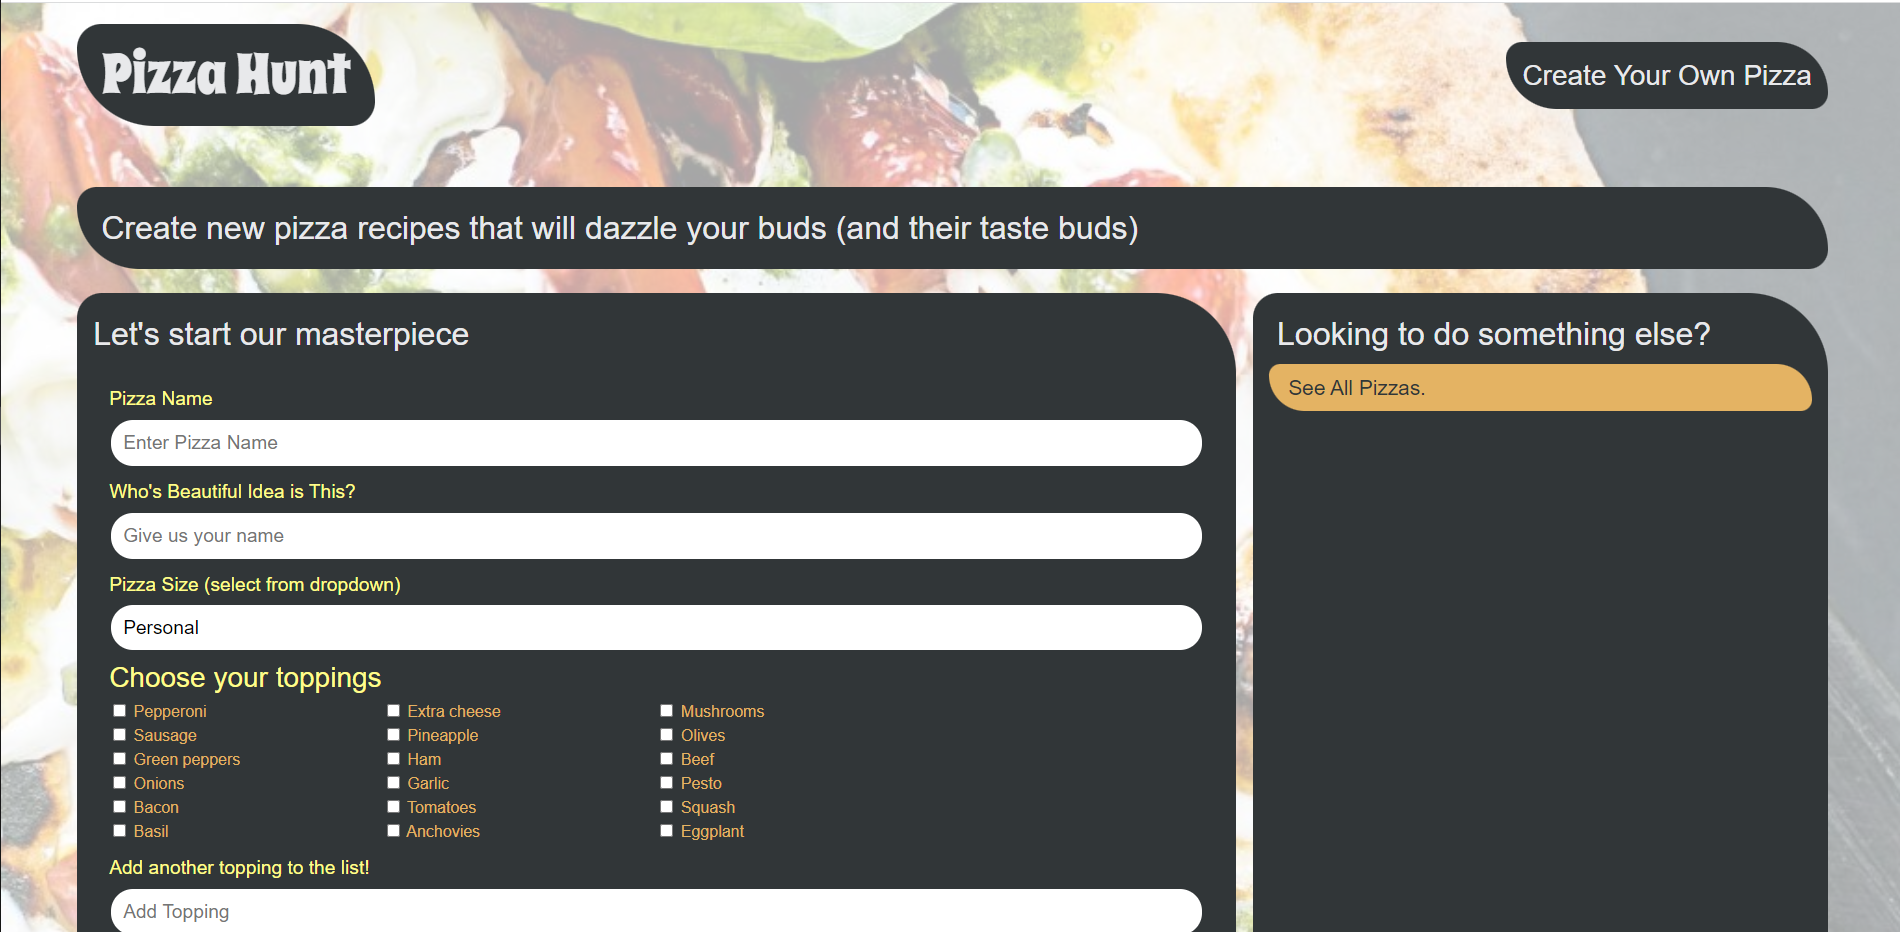 Pizza Hunt
Create Your Own Pizza
Create new pizza recipes that will dazzle your buds (and their taste buds)
Let's start our masterpiece
Pizza Name
Enter Pizza Name
Who's Beautiful Idea is This?
Give us your name
Pizza Size (select from dropdown)
Personal
Choose your toppings
Pepperoni Extra cheese Mushrooms
Sausage Pineapple Olives
Green peppers Ham Beef
Onions Garlic Pesto
Bacon Tomatoes Squash
Basil Anchovies Eggplant
Add another topping to the list!
Add Topping
Looking to do something else?
See All Pizzas.